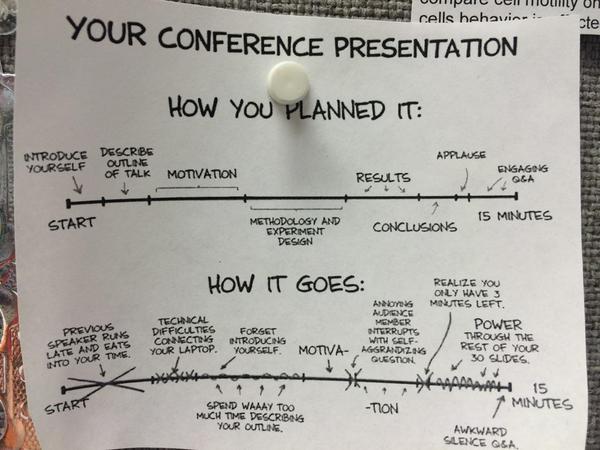 compare cell motility on
cells behavior
YOUR CONFERENCE PRESENTATION
HOW YOU PLANNED IT:
INTRODUCE
YOURSELF
DESCRIBE
OUTLINE
OF TALK
MOTIVATION
METHODOLOGY AND
EXPERIMENT
DESIGN
RESULTS
CONCLUSIONS
APPLAUSE
ENGAGING
Q&A
START
15 MINUTES
HOW IT GOES:
PREVIOUS
SPEAKER RUNS
LATE AND EATS
INTO YOUR TIME.
TECHNICAL
DIFFICULTIES
CONNECTING
YOUR LAPTOP.
FORGET
INTRODUCING
YOURSELF.
SPEND WAAAY TOO
MUCH TIME DESCRIBING
YOUR OUTLINE.
MOTIVA-
ANNOYING
AUDIENCE
MEMBER
INTERRUPTS
WITH SELF-
AGGRANDIZING
QUESTION.
-TION
REALIZE YOU
ONLY HAVE 3
MINUTES LEFT.
POWER
THROUGH THE
REST OF YOUR
30 SLIDES.
AWKWARD
SILENCE Q&A.
START
15
MINUTES